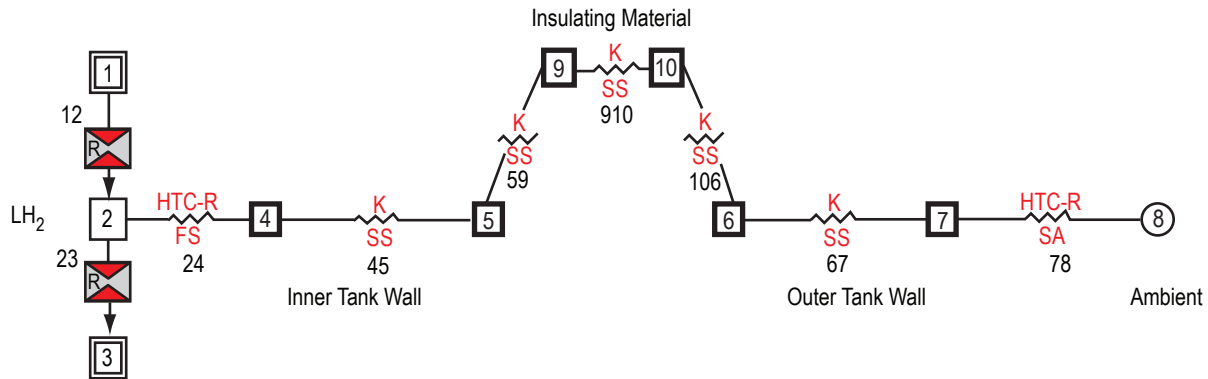 Insulating Material
K
9
10
SS
910
1
12
R
K
SS
59
K
SS
106
LH2
2
HTC-R
FS
24
4
K
SS
45
5
6
K
SS
67
7
HTC-R
SA
78
8
23
R
Inner Tank Wall
Outer Tank Wall
Ambient
3